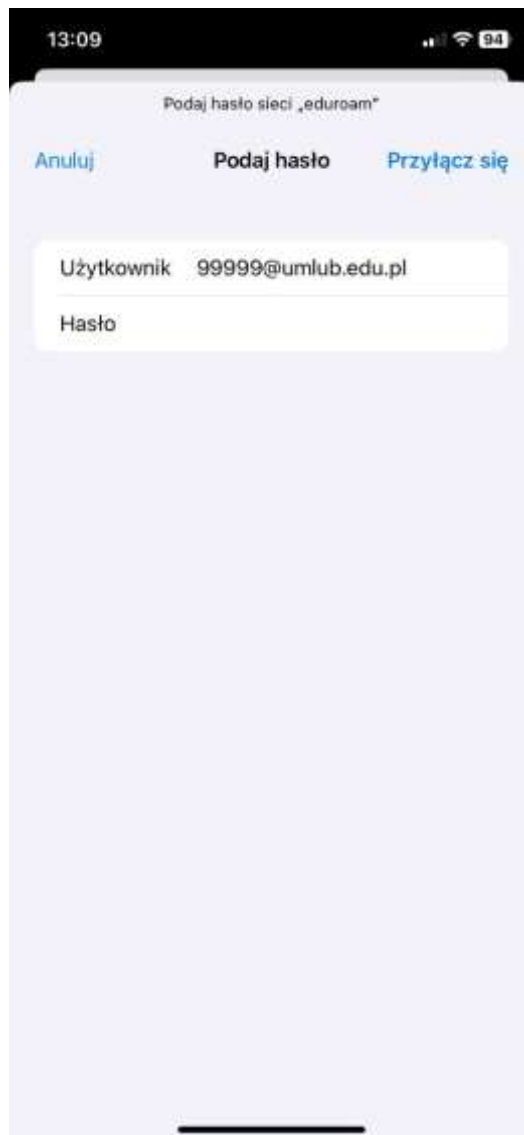 13:09
94
Podaj hasło sieci „eduroam”
Anuluj Podaj hasło Przyłącz się
Użytkownik 99999@umlub.edu.pl
Hasło